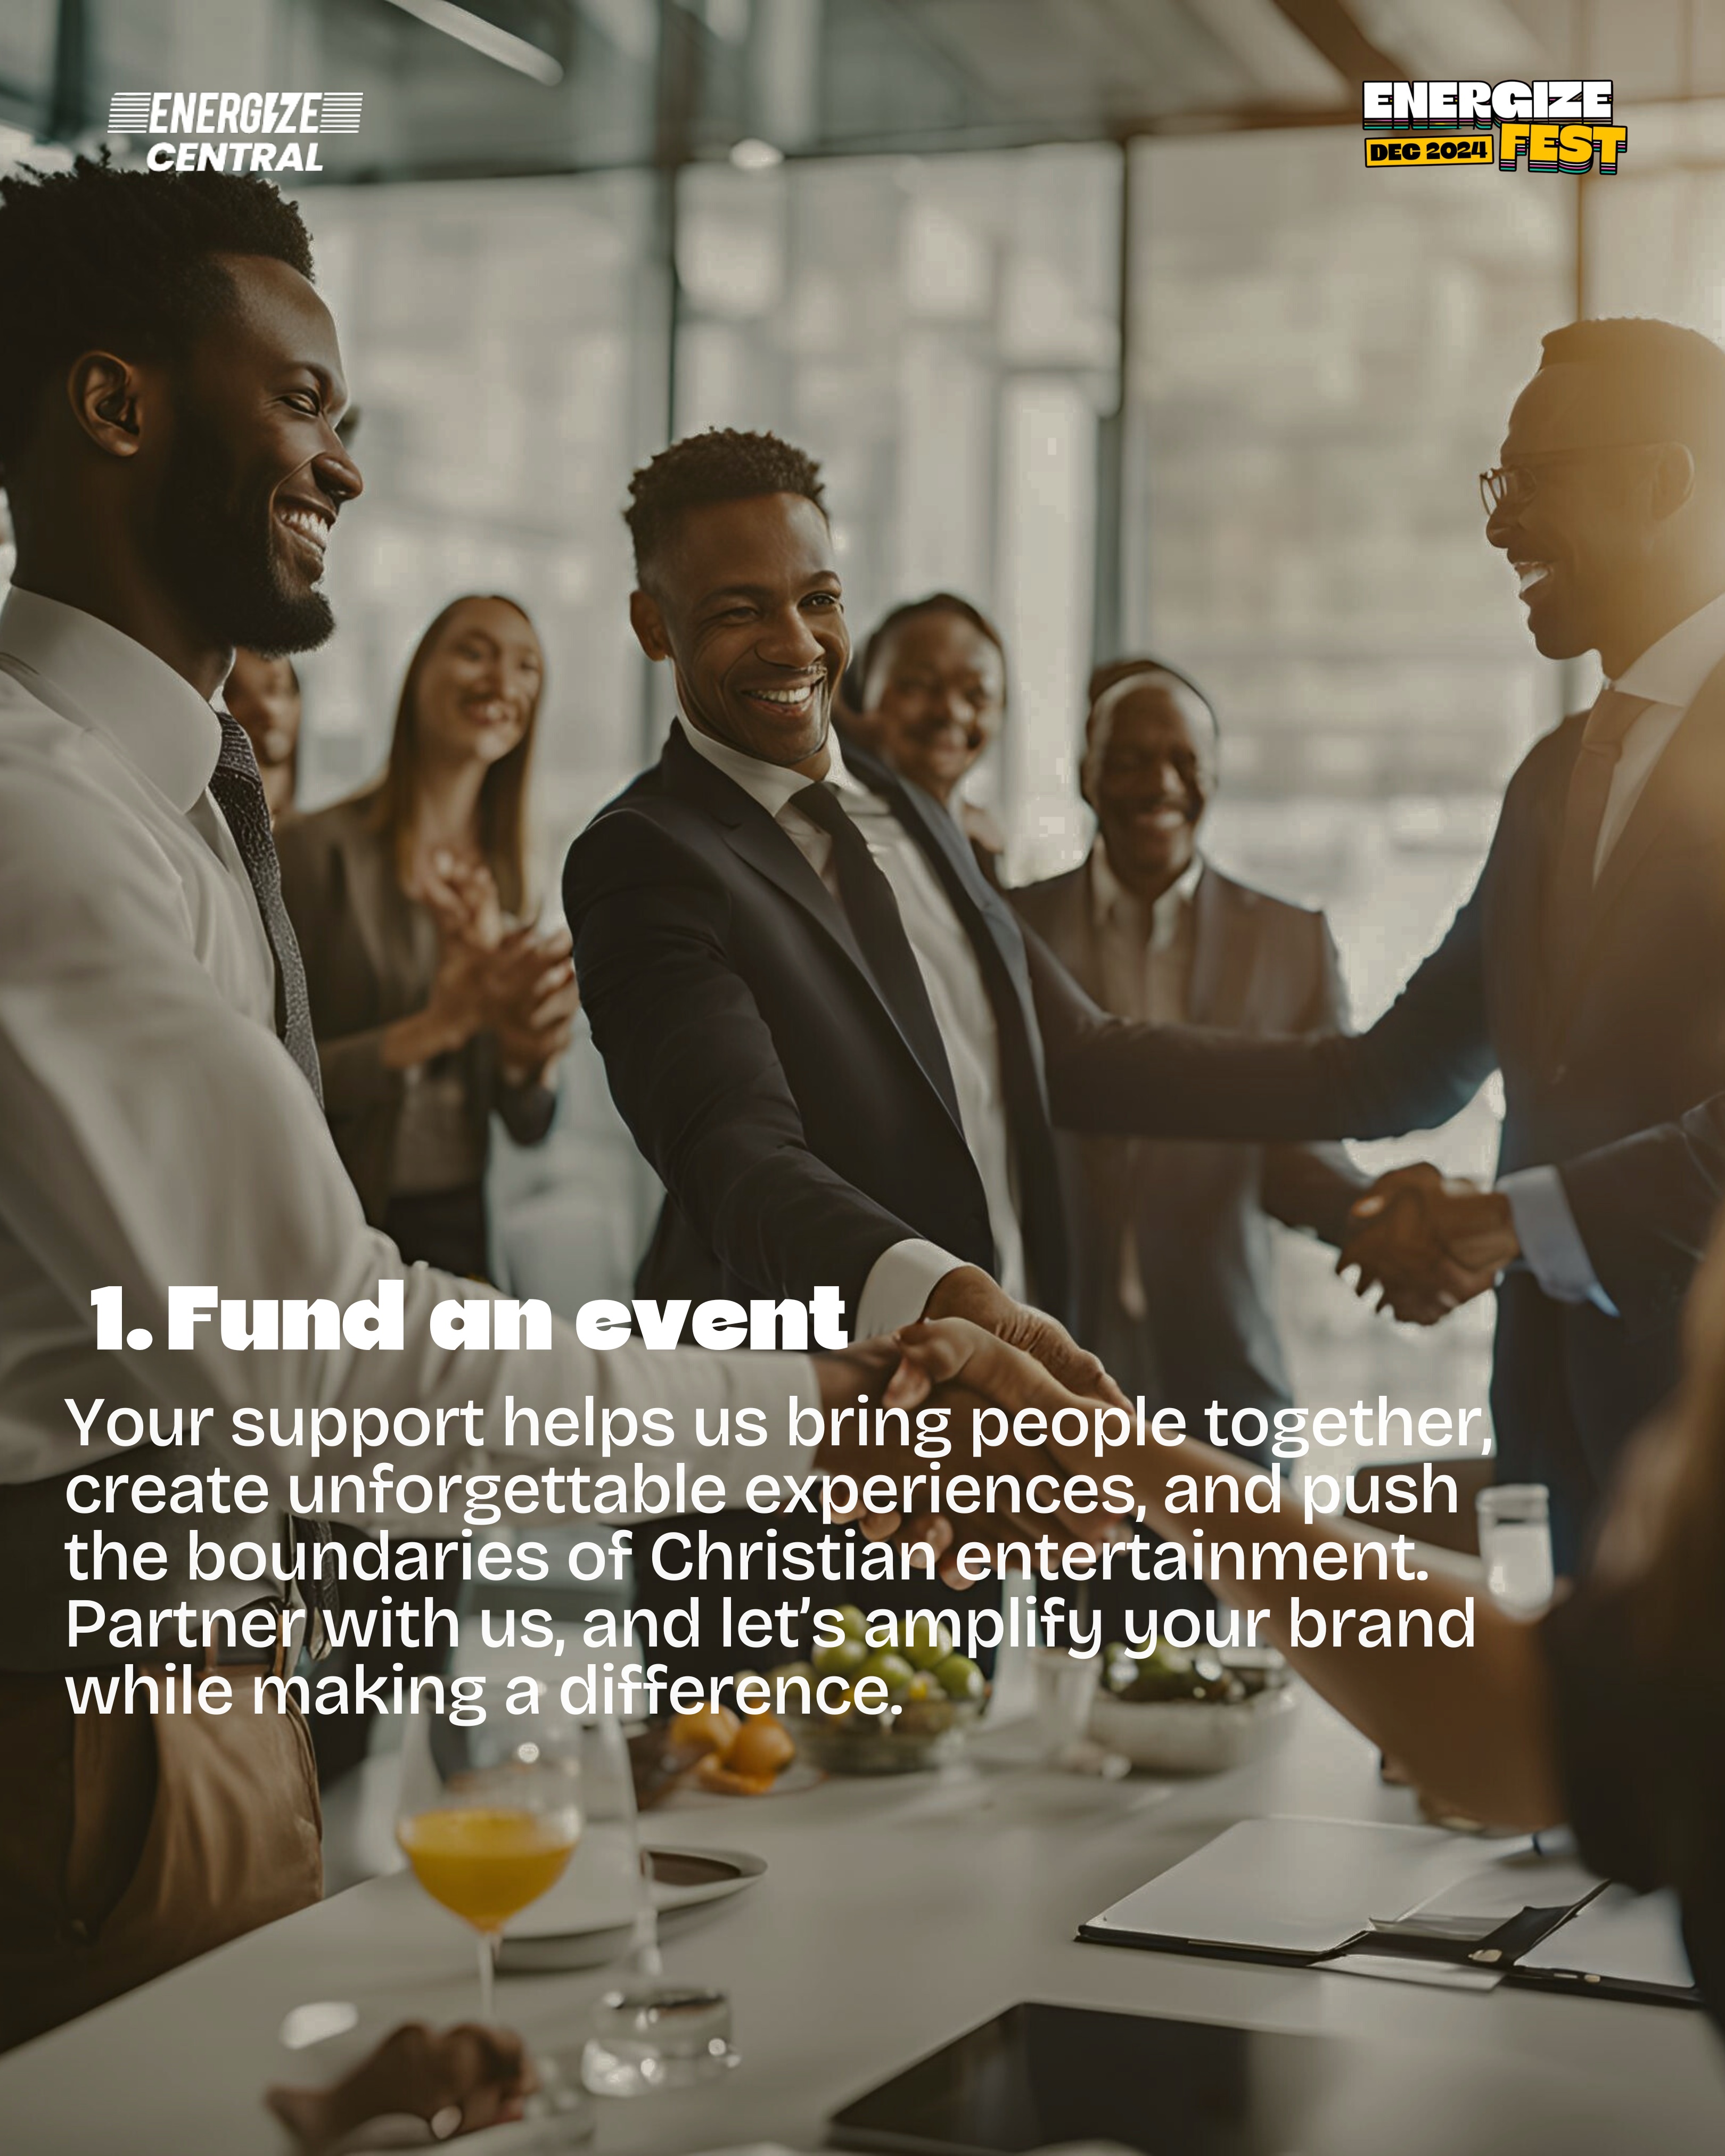 ENERGIZE
CENTRAL
ENERGIZE
DEC 2024 FEST
1. Fund an event
Your support helps us bring people together,
create unforgettable experiences, and push
the boundaries of Christian entertainment.
Partner with us, and let's amplify your brand
while making a difference.